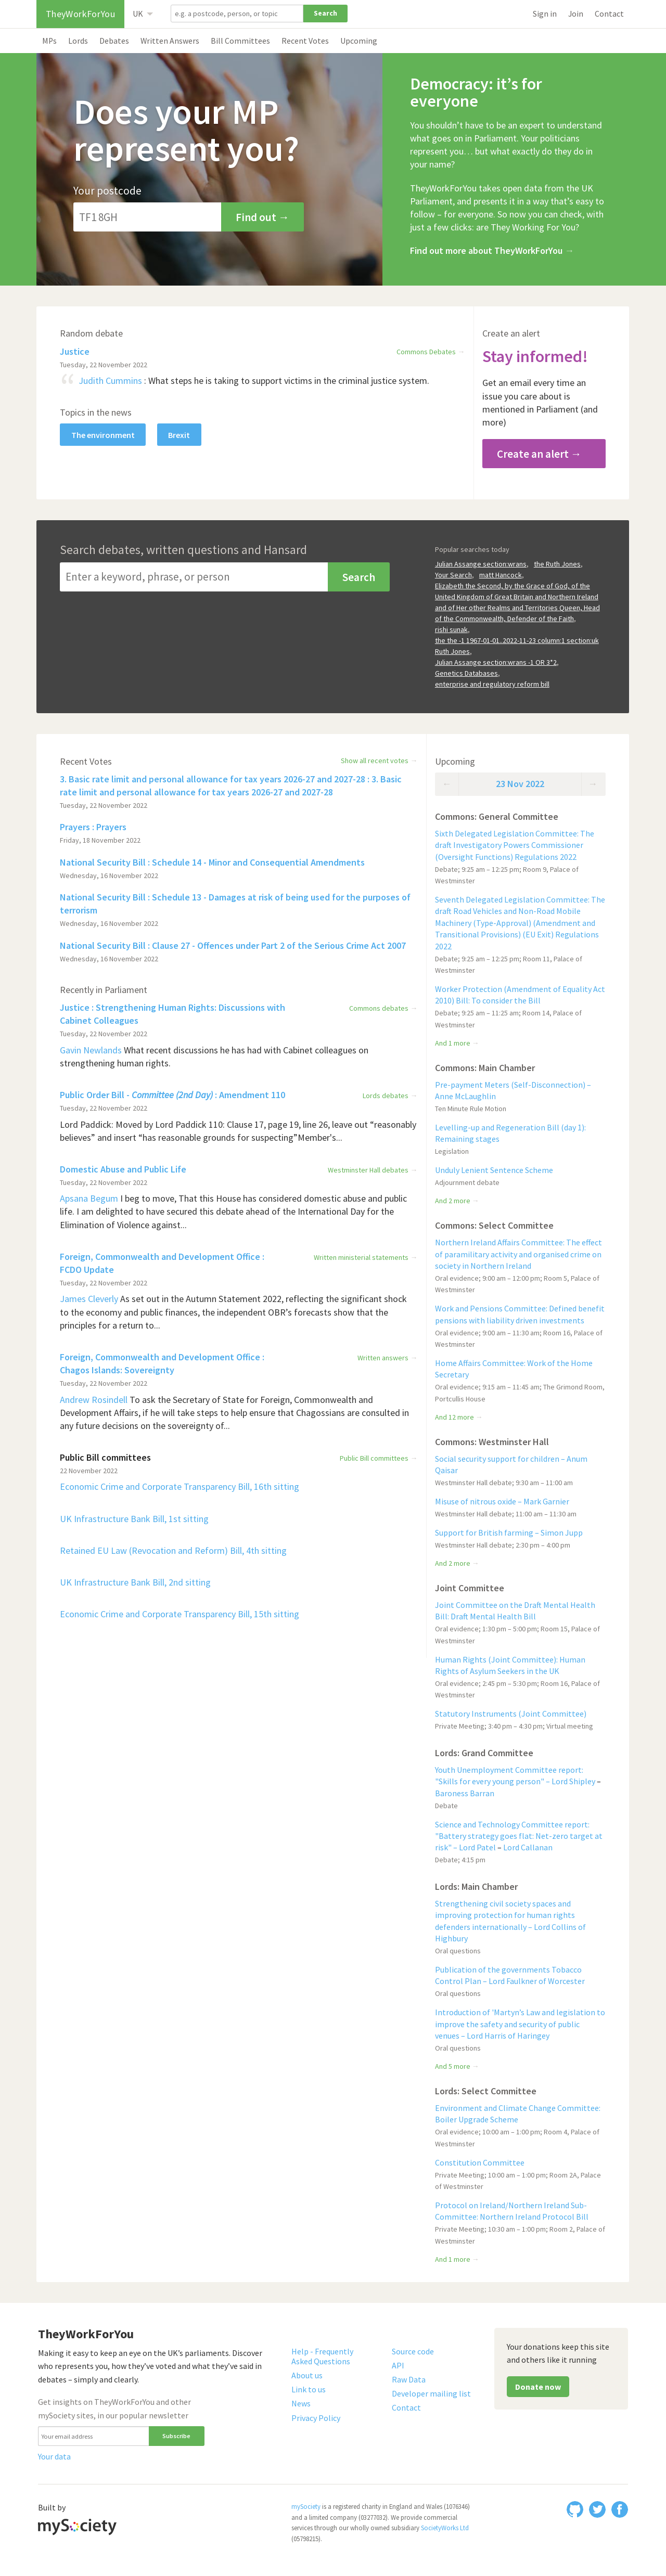 TheyWorkForYou
UK
e.g. a postcode, person, or topic
Search
Sign in
Join
Contact
MPs
Lords
Debates
Written Answers
Bill Committees
Recent Votes
Upcoming
Does your MP
represent you?
Your postcode
TF1 8GH
Find out →
Democracy: it’s for
everyone
You shouldn’t have to be an expert to understand
what goes on in Parliament. Your politicians
represent you… but what exactly do they do in
your name?
TheyWorkForYou takes open data from the UK
Parliament, and presents it in a way that’s easy to
follow – for everyone. So now you can check, with
just a few clicks: are They Working For You?
Find out more about TheyWorkForYou →
Random debate
Justice
Commons Debates →
Tuesday, 22 November 2022
“ Judith Cummins : What steps he is taking to support victims in the criminal justice system.
Topics in the news
The environment
Brexit
Create an alert
Stay informed!
Get an email every time an
issue you care about is
mentioned in Parliament (and
more)
Create an alert →
Search debates, written questions and Hansard
Enter a keyword, phrase, or person
Search
Popular searches today
Julian Assange section:wrans, the Ruth Jones,
Your Search, matt Hancock,
Elizabeth the Second, by the Grace of God, of the
United Kingdom of Great Britain and Northern Ireland
and of Her other Realms and Territories Queen, Head
of the Commonwealth, Defender of the Faith,
rishi sunak,
the the -1 1967-01-01..2022-11-23 column:1 section:uk
Ruth Jones,
Julian Assange section:wrans -1 OR 3*2,
Genetics Databases,
enterprise and regulatory reform bill
Recent Votes
Show all recent votes →
3. Basic rate limit and personal allowance for tax years 2026-27 and 2027-28 : 3. Basic
rate limit and personal allowance for tax years 2026-27 and 2027-28
Tuesday, 22 November 2022
Prayers : Prayers
Friday, 18 November 2022
National Security Bill : Schedule 14 - Minor and Consequential Amendments
Wednesday, 16 November 2022
National Security Bill : Schedule 13 - Damages at risk of being used for the purposes of
terrorism
Wednesday, 16 November 2022
National Security Bill : Clause 27 - Offences under Part 2 of the Serious Crime Act 2007
Wednesday, 16 November 2022
Recently in Parliament
Justice : Strengthening Human Rights: Discussions with
Cabinet Colleagues
Commons debates →
Tuesday, 22 November 2022
Gavin Newlands What recent discussions he has had with Cabinet colleagues on
strengthening human rights.
Public Order Bill - Committee (2nd Day) : Amendment 110
Lords debates →
Tuesday, 22 November 2022
Lord Paddick: Moved by Lord Paddick 110: Clause 17, page 19, line 26, leave out “reasonably
believes” and insert “has reasonable grounds for suspecting”Member's...
Domestic Abuse and Public Life
Westminster Hall debates →
Tuesday, 22 November 2022
Apsana Begum I beg to move, That this House has considered domestic abuse and public
life. I am delighted to have secured this debate ahead of the International Day for the
Elimination of Violence against...
Foreign, Commonwealth and Development Office :
FCDO Update
Written ministerial statements →
Tuesday, 22 November 2022
James Cleverly As set out in the Autumn Statement 2022, reflecting the significant shock
to the economy and public finances, the independent OBR’s forecasts show that the
principles for a return to...
Foreign, Commonwealth and Development Office :
Chagos Islands: Sovereignty
Written answers →
Tuesday, 22 November 2022
Andrew Rosindell To ask the Secretary of State for Foreign, Commonwealth and
Development Affairs, if he will take steps to help ensure that Chagossians are consulted in
any future decisions on the sovereignty of...
Public Bill committees
Public Bill committees →
22 November 2022
Economic Crime and Corporate Transparency Bill, 16th sitting
UK Infrastructure Bank Bill, 1st sitting
Retained EU Law (Revocation and Reform) Bill, 4th sitting
UK Infrastructure Bank Bill, 2nd sitting
Economic Crime and Corporate Transparency Bill, 15th sitting
Upcoming
← 23 Nov 2022 →
Commons: General Committee
Sixth Delegated Legislation Committee: The
draft Investigatory Powers Commissioner
(Oversight Functions) Regulations 2022
Debate; 9:25 am – 12:25 pm; Room 9, Palace of
Westminster
Seventh Delegated Legislation Committee: The
draft Road Vehicles and Non-Road Mobile
Machinery (Type-Approval) (Amendment and
Transitional Provisions) (EU Exit) Regulations
2022
Debate; 9:25 am – 12:25 pm; Room 11, Palace of
Westminster
Worker Protection (Amendment of Equality Act
2010) Bill: To consider the Bill
Debate; 9:25 am – 11:25 am; Room 14, Palace of
Westminster
And 1 more →
Commons: Main Chamber
Pre-payment Meters (Self-Disconnection) –
Anne McLaughlin
Ten Minute Rule Motion
Levelling-up and Regeneration Bill (day 1):
Remaining stages
Legislation
Unduly Lenient Sentence Scheme
Adjournment debate
And 2 more →
Commons: Select Committee
Northern Ireland Affairs Committee: The effect
of paramilitary activity and organised crime on
society in Northern Ireland
Oral evidence; 9:00 am – 12:00 pm; Room 5, Palace of
Westminster
Work and Pensions Committee: Defined benefit
pensions with liability driven investments
Oral evidence; 9:00 am – 11:30 am; Room 16, Palace of
Westminster
Home Affairs Committee: Work of the Home
Secretary
Oral evidence; 9:15 am – 11:45 am; The Grimond Room,
Portcullis House
And 12 more →
Commons: Westminster Hall
Social security support for children – Anum
Qaisar
Westminster Hall debate; 9:30 am – 11:00 am
Misuse of nitrous oxide – Mark Garnier
Westminster Hall debate; 11:00 am – 11:30 am
Support for British farming – Simon Jupp
Westminster Hall debate; 2:30 pm – 4:00 pm
And 2 more →
Joint Committee
Joint Committee on the Draft Mental Health
Bill: Draft Mental Health Bill
Oral evidence; 1:30 pm – 5:00 pm; Room 15, Palace of
Westminster
Human Rights (Joint Committee): Human
Rights of Asylum Seekers in the UK
Oral evidence; 2:45 pm – 5:30 pm; Room 16, Palace of
Westminster
Statutory Instruments (Joint Committee)
Private Meeting; 3:40 pm – 4:30 pm; Virtual meeting
Lords: Grand Committee
Youth Unemployment Committee report:
"Skills for every young person" – Lord Shipley –
Baroness Barran
Debate
Science and Technology Committee report:
"Battery strategy goes flat: Net-zero target at
risk" – Lord Patel – Lord Callanan
Debate; 4:15 pm
Lords: Main Chamber
Strengthening civil society spaces and
improving protection for human rights
defenders internationally – Lord Collins of
Highbury
Oral questions
Publication of the governments Tobacco
Control Plan – Lord Faulkner of Worcester
Oral questions
Introduction of 'Martyn’s Law and legislation to
improve the safety and security of public
venues – Lord Harris of Haringey
Oral questions
And 5 more →
Lords: Select Committee
Environment and Climate Change Committee:
Boiler Upgrade Scheme
Oral evidence; 10:00 am – 1:00 pm; Room 4, Palace of
Westminster
Constitution Committee
Private Meeting; 10:00 am – 1:00 pm; Room 2A, Palace
of Westminster
Protocol on Ireland/Northern Ireland Sub-
Committee: Northern Ireland Protocol Bill
Private Meeting; 10:30 am – 1:00 pm; Room 2, Palace of
Westminster
And 1 more →
TheyWorkForYou
Making it easy to keep an eye on the UK’s parliaments. Discover
who represents you, how they’ve voted and what they’ve said in
debates – simply and clearly.
Get insights on TheyWorkForYou and other
mySociety sites, in our popular newsletter
Your email address
Subscribe
Your data
Help - Frequently
Asked Questions
About us
Link to us
News
Privacy Policy
Source code
API
Raw Data
Developer mailing list
Contact
Your donations keep this site
and others like it running
Donate now
Built by
mySociety
mySociety is a registered charity in England and Wales (1076346)
and a limited company (03277032). We provide commercial
services through our wholly owned subsidiary SocietyWorks Ltd
(05798215).